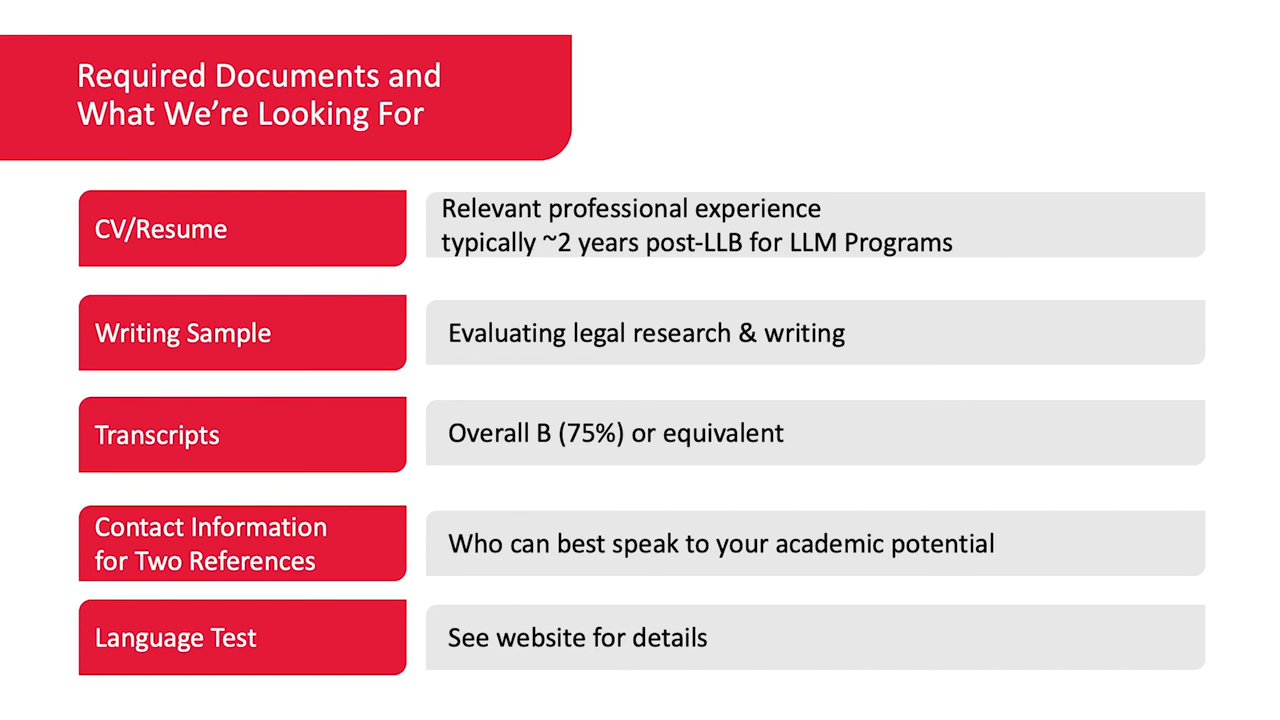 Required Documents and
What We're Looking For
CV/Resume
Relevant professional experience
typically ~2 years post-LLB for LLM Programs
Writing Sample
Evaluating legal research & writing
Transcripts
Overall B (75%) or equivalent
Contact Information
for Two References
Who can best speak to your academic potential
Language Test
See website for details